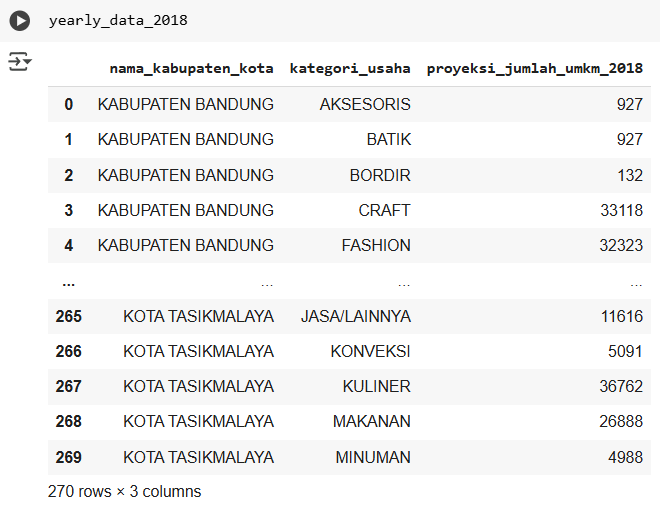 yearly_data_2018
nama_kabupaten_kota kategori_usaha proyeksi_jumlah_umkm_2018
0 KABUPATEN BANDUNG AKSESORIS 927
1 KABUPATEN BANDUNG BATIK 927
2 KABUPATEN BANDUNG BORDIR 132
3 KABUPATEN BANDUNG CRAFT 33118
4 KABUPATEN BANDUNG FASHION 32323
... ... ... ...
265 KOTA TASIKMALAYA JASA/LAINNYA 11616
266 KOTA TASIKMALAYA KONVEKSI 5091
267 KOTA TASIKMALAYA KULINER 36762
268 KOTA TASIKMALAYA MAKANAN 26888
269 KOTA TASIKMALAYA MINUMAN 4988
270 rows × 3 columns